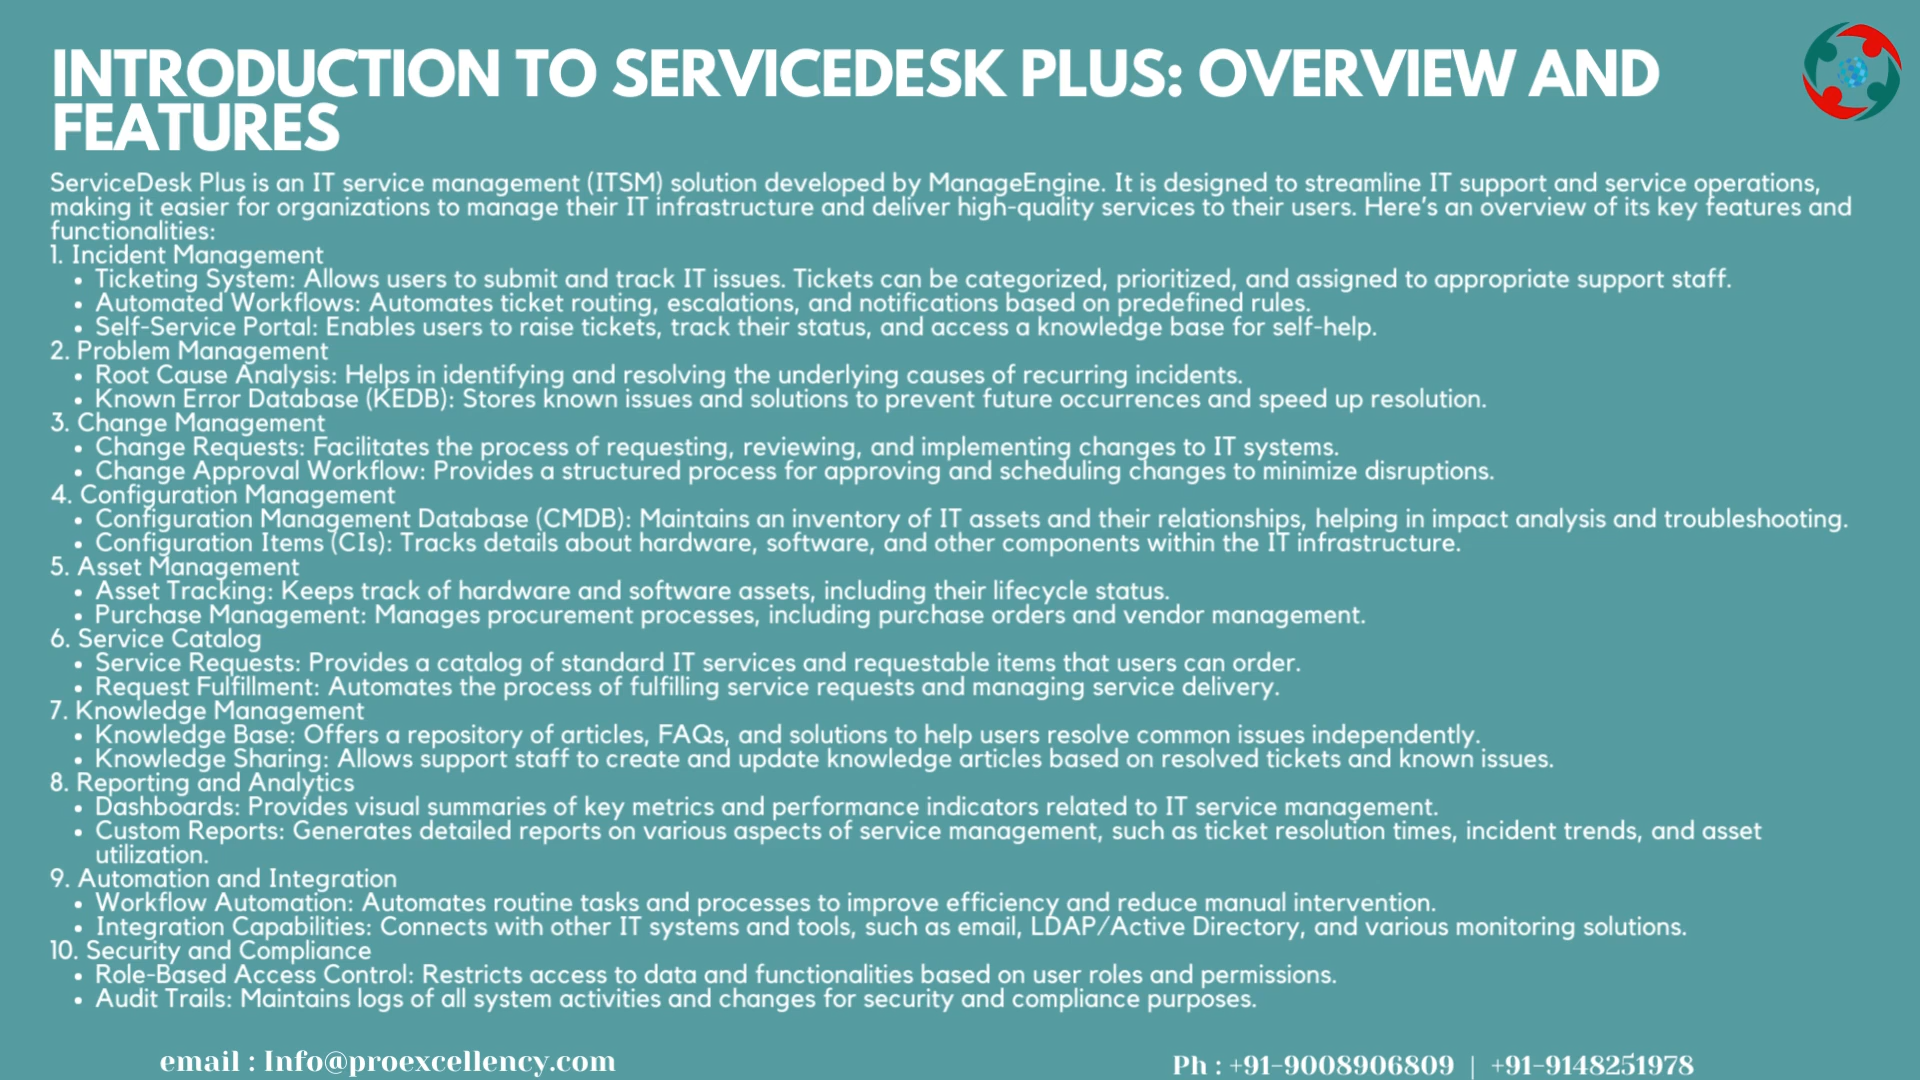 INTRODUCTION TO SERVICEDESK PLUS: OVERVIEW AND
FEATURES
ServiceDesk Plus is an IT service management (ITSM) solution developed by ManageEngine. It is designed to streamline IT support and service operations,
making it easier for organizations to manage their IT infrastructure and deliver high-quality services to their users. Here's an overview of its key features and
functionalities:
1. Incident Management
• Ticketing System: Allows users to submit and track IT issues. Tickets can be categorized, prioritized, and assigned to appropriate support staff.
• Automated Workflows: Automates ticket routing, escalations, and notifications based on predefined rules.
• Self-Service Portal: Enables users to raise tickets, track their status, and access a knowledge base for self-help.
2. Problem Management
• Root Cause Analysis: Helps in identifying and resolving the underlying causes of recurring incidents.
• Known Error Database (KEDB): Stores known issues and solutions to prevent future occurrences and speed up resolution.
3. Change Management
• Change Requests: Facilitates the process of requesting, reviewing, and implementing changes to IT systems.
• Change Approval Workflow: Provides a structured process for approving and scheduling changes to minimize disruptions.
4. Configuration Management
• Configuration Management Database (CMDB): Maintains an inventory of IT assets and their relationships, helping in impact analysis and troubleshooting.
• Configuration Items (CIs): Tracks details about hardware, software, and other components within the IT infrastructure.
5. Asset Management
• Asset Tracking: Keeps track of hardware and software assets, including their lifecycle status.
• Purchase Management: Manages procurement processes, including purchase orders and vendor management.
6. Service Catalog
• Service Requests: Provides a catalog of standard IT services and requestable items that users can order.
• Request Fulfillment: Automates the process of fulfilling service requests and managing service delivery.
7. Knowledge Management
• Knowledge Base: Offers a repository of articles, FAQs, and solutions to help users resolve common issues independently.
• Knowledge Sharing: Allows support staff to create and update knowledge articles based on resolved tickets and known issues.
8. Reporting and Analytics
• Dashboards: Provides visual summaries of key metrics and performance indicators related to IT service management.
• Custom Reports: Generates detailed reports on various aspects of service management, such as ticket resolution times, incident trends, and asset
utilization.
9. Automation and Integration
• Workflow Automation: Automates routine tasks and processes to improve efficiency and reduce manual intervention.
• Integration Capabilities: Connects with other IT systems and tools, such as email, LDAP/Active Directory, and various monitoring solutions.
10. Security and Compliance
• Role-Based Access Control: Restricts access to data and functionalities based on user roles and permissions.
• Audit Trails: Maintains logs of all system activities and changes for security and compliance purposes.
email : Info@proexcellency.com
Ph : +91-9008906809 | +91-9148251978